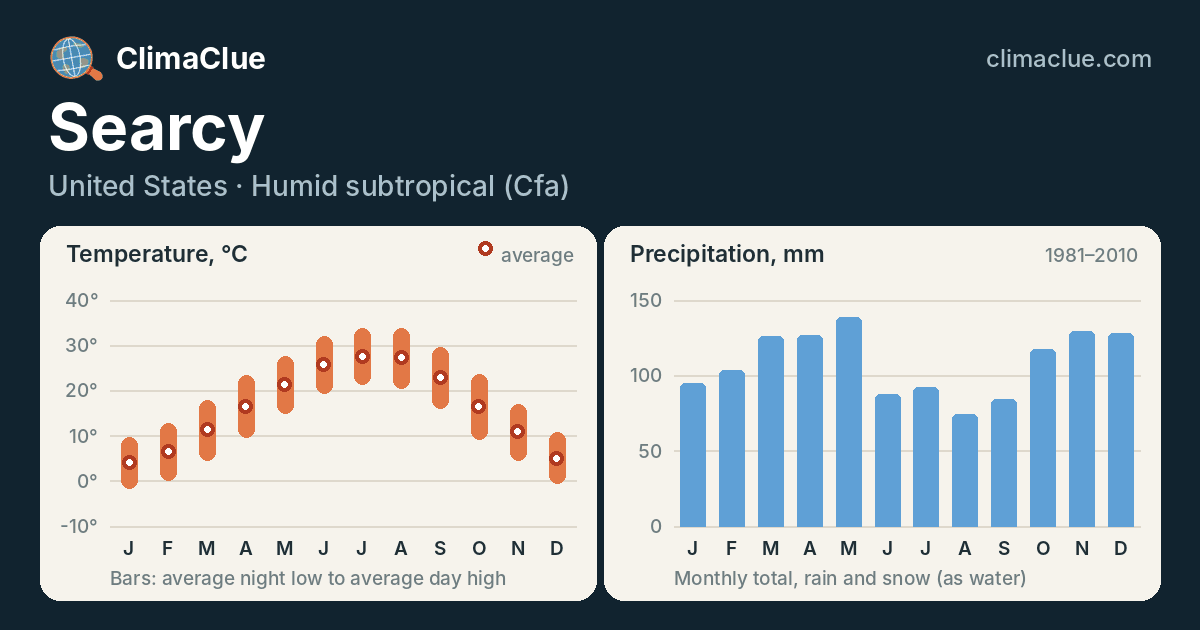 ClimaClue
climaclue.com
Searcy
United States · Humid subtropical (Cfa)
Temperature, °C
average
40°
30°
20°
10°
0°
-10°
J F M A M J J A S O N D
Bars: average night low to average day high
Precipitation, mm
1981–2010
150
100
50
0
J F M A M J J A S O N D
Monthly total, rain and snow (as water)